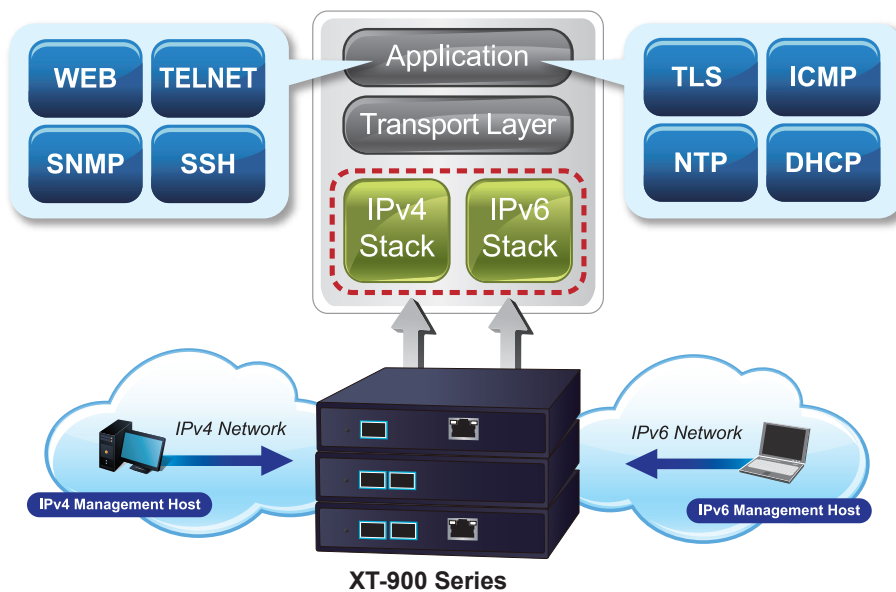 WEB
TELNET
SNMP
SSH
Application
Transport Layer
IPv4
Stack
IPv6
Stack
TLS
ICMP
NTP
DHCP
IPv4 Network
IPv4 Management Host
IPv6 Network
IPv6 Management Host
XT-900 Series